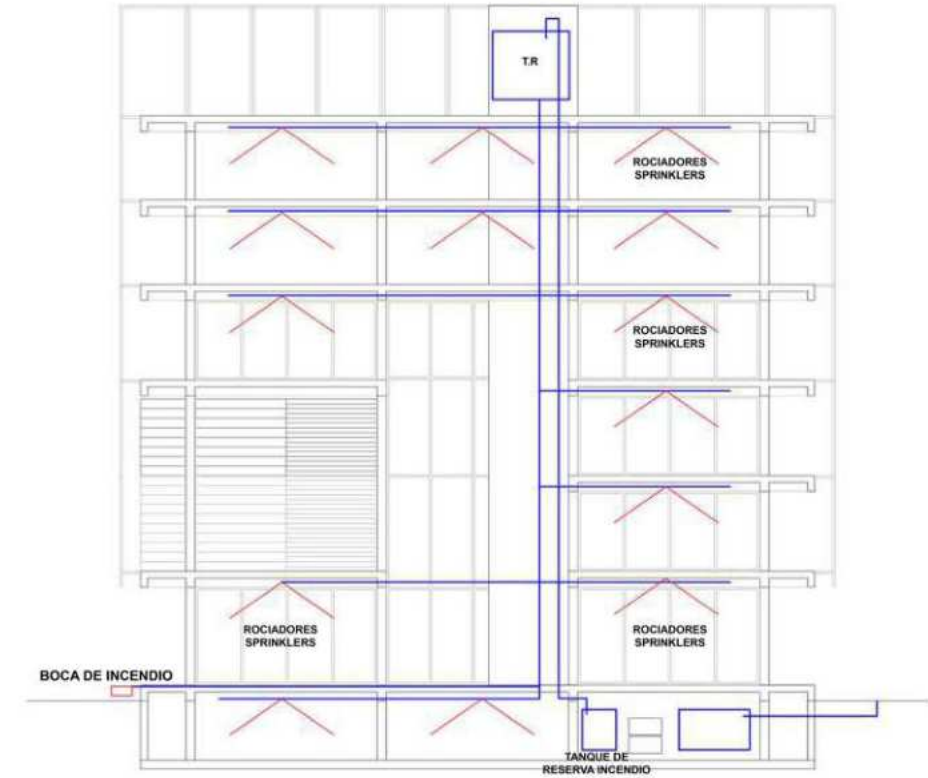 T.R
ROCIADORES
SPRINKLERS
ROCIADORES
SPRINKLERS
ROCIADORES
SPRINKLERS
ROCIADORES
SPRINKLERS
BOCA DE INCENDIO
TANQUE DE
RESERVA INCENDIO